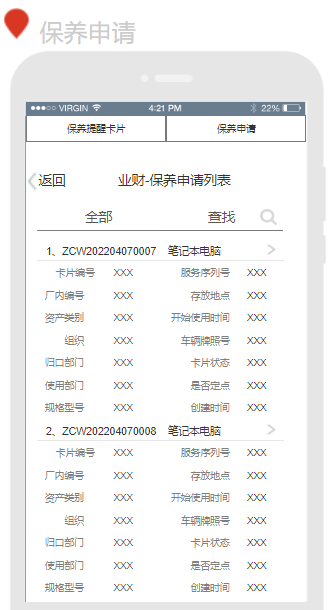 保养申请
VIRGIN 4:21 PM 22%
保养提醒卡片 保养申请
返回 业财-保养申请列表
全部 查找
1、ZCW202204070007 笔记本电脑
卡片编号 XXX 服务序列号 XXX
厂内编号 XXX 存放地点 XXX
资产类别 XXX 开始使用时间 XXX
组织 XXX 车辆牌照号 XXX
归口部门 XXX 卡片状态 XXX
使用部门 XXX 是否定点 XXX
规格型号 XXX 创建时间 XXX
2、ZCW202204070008 笔记本电脑
卡片编号 XXX 服务序列号 XXX
厂内编号 XXX 存放地点 XXX
资产类别 XXX 开始使用时间 XXX
组织 XXX 车辆牌照号 XXX
归口部门 XXX 卡片状态 XXX
使用部门 XXX 是否定点 XXX
规格型号 XXX 创建时间 XXX